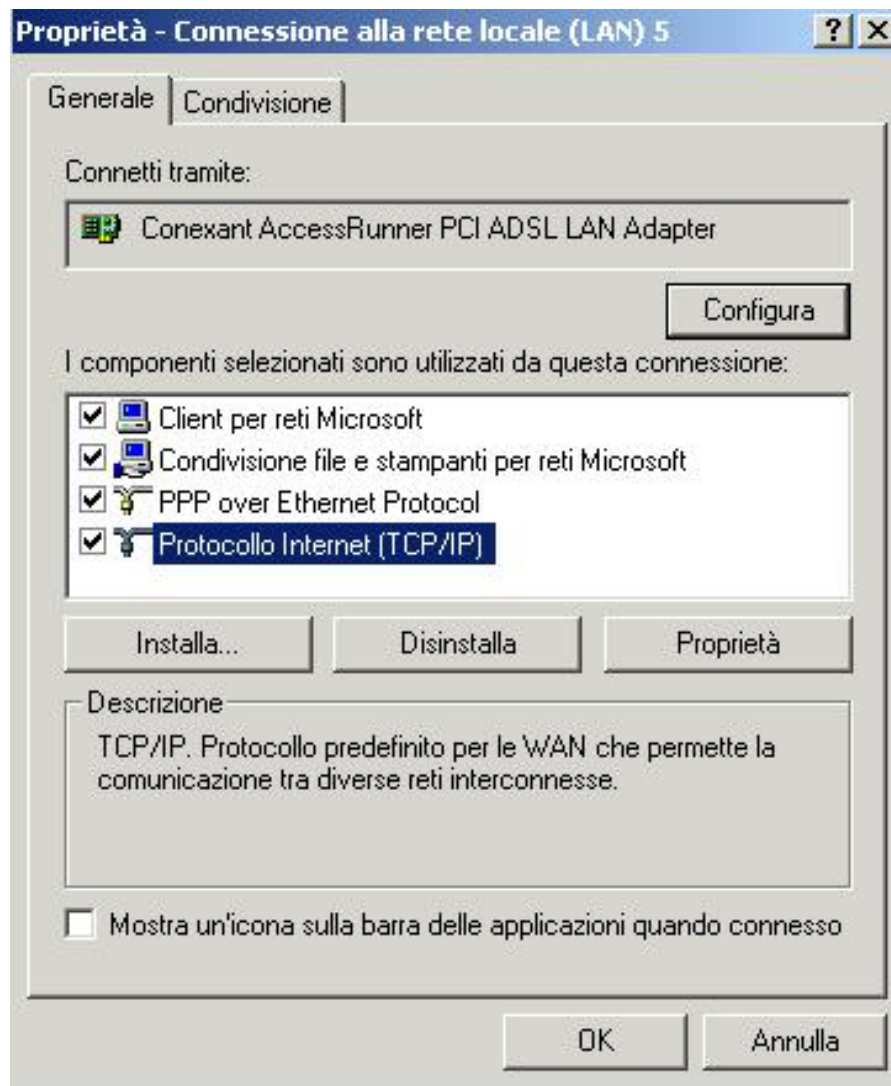 Proprietà - Connessione alla rete locale (LAN) 5
Generale
Condivisione
Connetti tramite:
Conexant AccessRunner PCI ADSL LAN Adapter
Configura
I componenti selezionati sono utilizzati da questa connessione:
Client per reti Microsoft
Condivisione file e stampanti per reti Microsoft
PPP over Ethernet Protocol
Protocollo Internet (TCP/IP)
Installa...
Disinstalla
Proprietà
Descrizione
TCP/IP. Protocollo predefinito per le WAN che permette la
comunicazione tra diverse reti interconnesse.
Mostra un'icona sulla barra delle applicazioni quando connesso
OK
Annulla